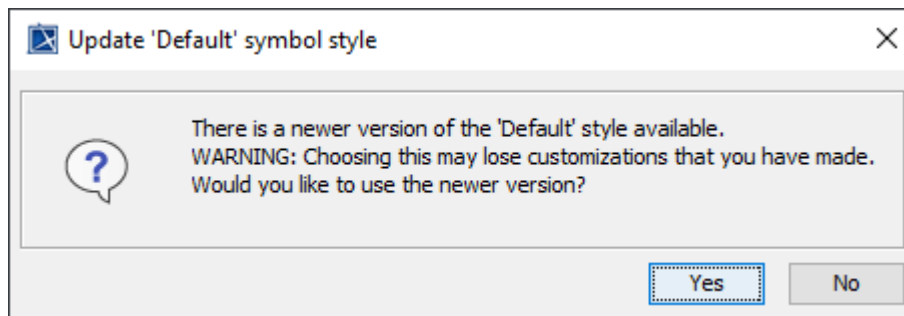 Update 'Default' symbol style
There is a newer version of the 'Default' style available.
WARNING: Choosing this may lose customizations that you have made.
Would you like to use the newer version?
Yes No